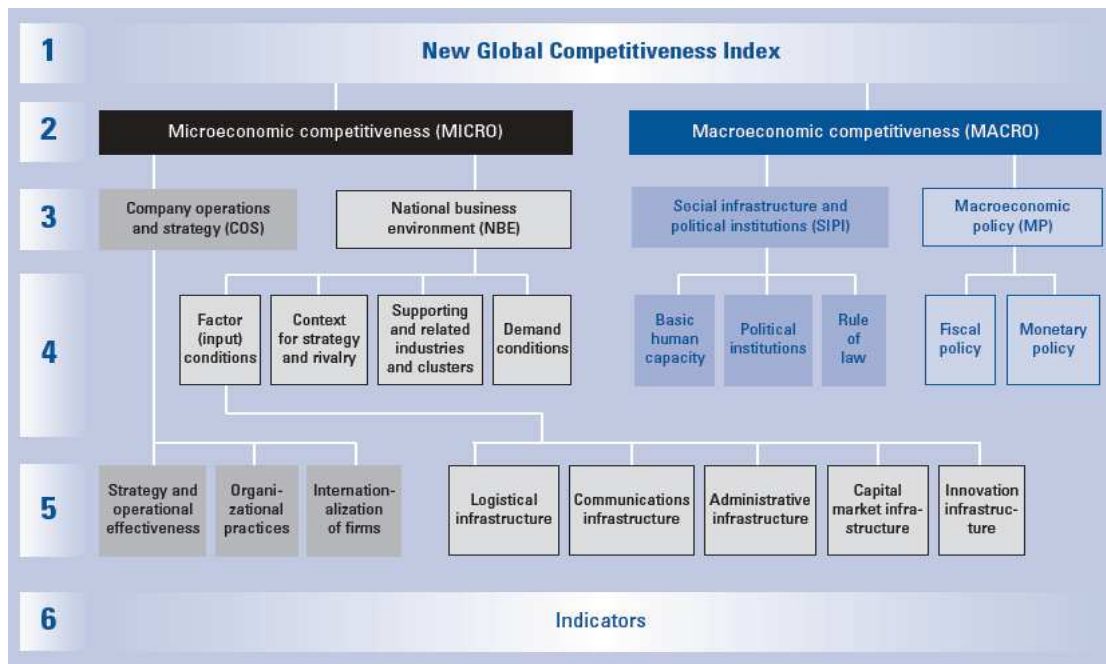 1
New Global Competitiveness Index
2
Microeconomic competitiveness (MICRO)
Macroeconomic competitiveness (MACRO)
3
Company operations
and strategy (COS)
National business
environment (NBE)
Social infrastructure and
political institutions (SIPI)
Macroeconomic
policy (MP)
4
Factor
(input)
conditions
Context
for strategy
and rivalry
Supporting
and related
industries
and clusters
Demand
conditions
Basic
human
capacity
Political
institutions
Rule
of
law
Fiscal
policy
Monetary
policy
5
Strategy and
operational
effectiveness
Organi-
zational
practices
Internation-
alization
of firms
Logistical
infrastructure
Communications
infrastructure
Administrative
infrastructure
Capital
market infra-
structure
Innovation
infrastruc-
ture
6
Indicators